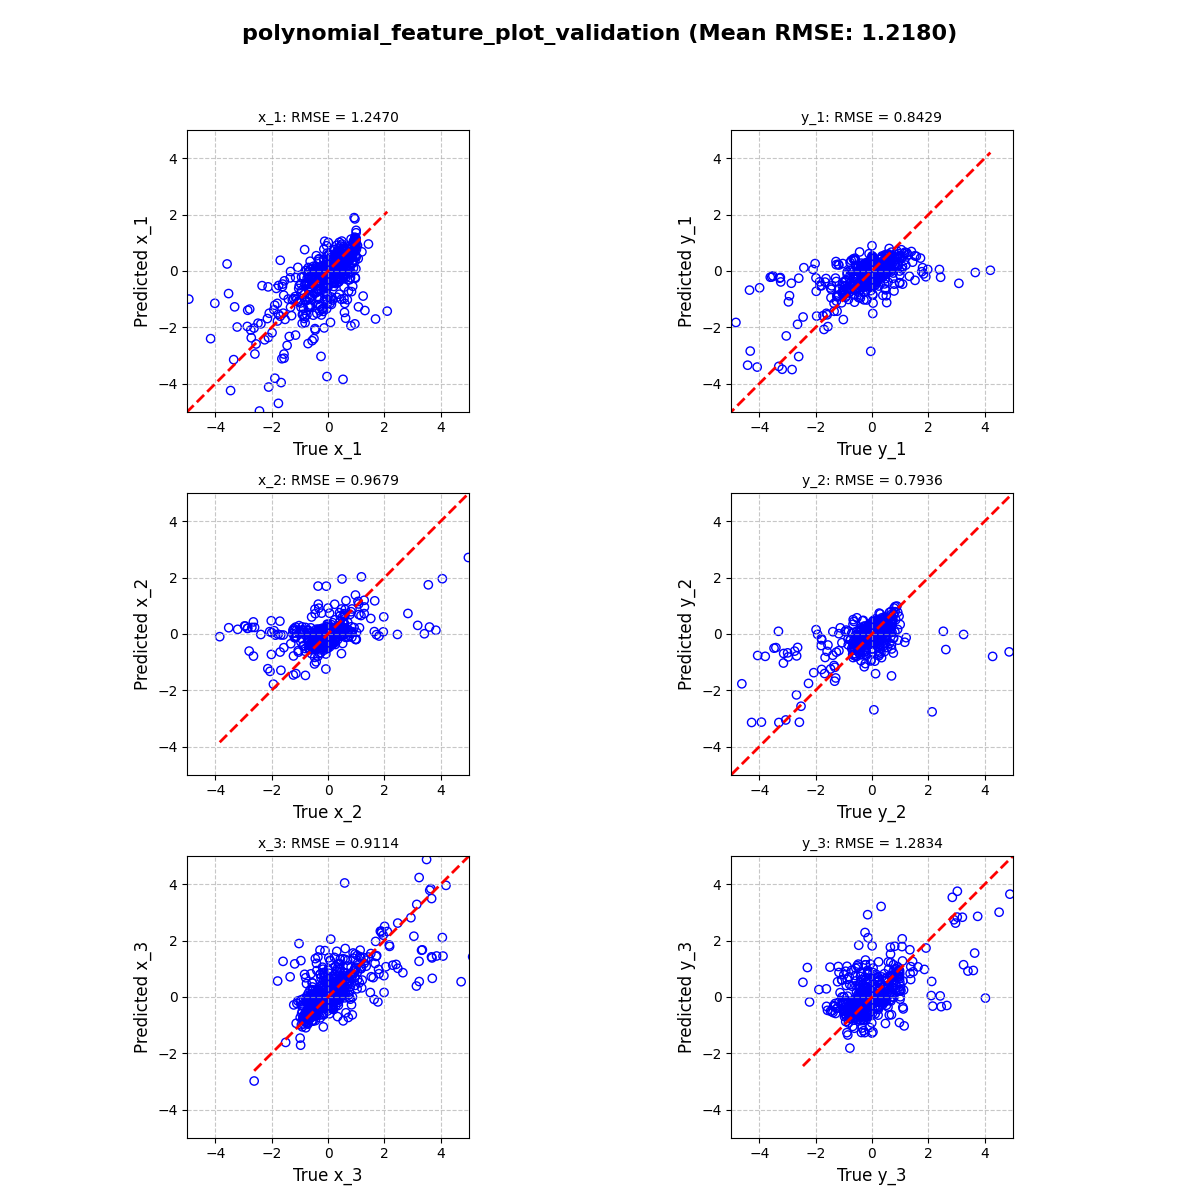 polynomial_feature_plot_validation (Mean RMSE: 1.2180)
x_1: RMSE = 1.2470
4
2
0
−2
−4
Predicted x_1
−4 −2 0 2 4
True x_1
y_1: RMSE = 0.8429
4
2
0
−2
−4
Predicted y_1
−4 −2 0 2 4
True y_1
x_2: RMSE = 0.9679
4
2
0
−2
−4
Predicted x_2
−4 −2 0 2 4
True x_2
y_2: RMSE = 0.7936
4
2
0
−2
−4
Predicted y_2
−4 −2 0 2 4
True y_2
x_3: RMSE = 0.9114
4
2
0
−2
−4
Predicted x_3
−4 −2 0 2 4
True x_3
y_3: RMSE = 1.2834
4
2
0
−2
−4
Predicted y_3
−4 −2 0 2 4
True y_3